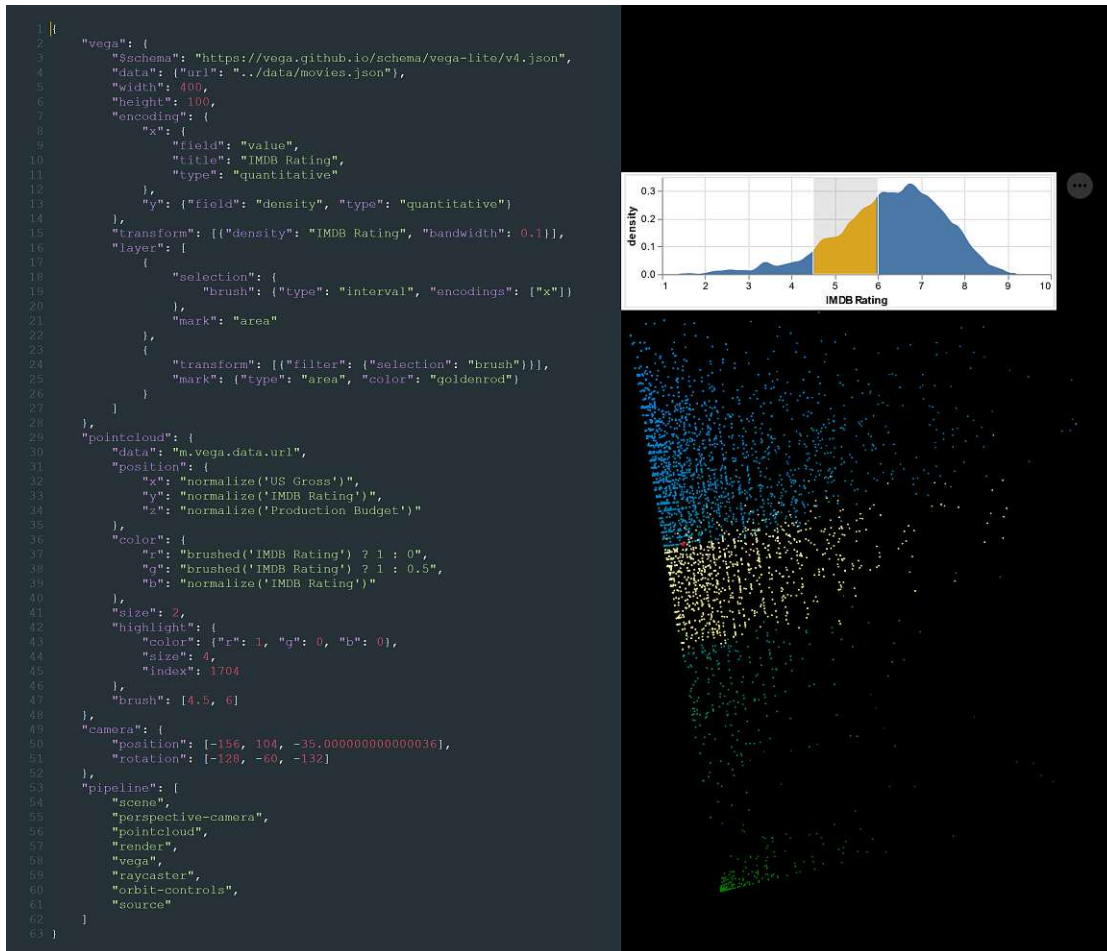 1 {
2 "vega": {
3 "$schema": "https://vega.github.io/schema/vega-lite/v4.json",
4 "data": {"url": "../data/movies.json"},
5 "width": 400,
6 "height": 100,
7 "encoding": {
8 "x": {
9 "field": "value",
10 "title": "IMDB Rating",
11 "type": "quantitative"
12 },
13 "y": {"field": "density", "type": "quantitative"}
14 },
15 "transform": [{"density": "IMDB Rating", "bandwidth": 0.1}],
16 "layer": [
17 {
18 "selection": {
19 "brush": {"type": "interval", "encodings": ["x"]}
20 },
21 "mark": "area"
22 },
23 {
24 "transform": [{"filter": {"selection": "brush"}}],
25 "mark": {"type": "area", "color": "goldenrod"}
26 }
27 ]
28 },
29 "pointcloud": {
30 "data": "m.vega.data.url",
31 "position": {
32 "x": "normalize('US Gross')",
33 "y": "normalize('IMDB Rating')",
34 "z": "normalize('Production Budget')"
35 },
36 "color": {
37 "r": "brushed('IMDB Rating') ? 1 : 0",
38 "g": "brushed('IMDB Rating') ? 1 : 0.5",
39 "b": "normalize('IMDB Rating')"
40 },
41 "size": 2,
42 "highlight": {
43 "color": {"r": 1, "g": 0, "b": 0},
44 "size": 4,
45 "index": 1704
46 },
47 "brush": [4.5, 6]
48 },
49 "camera": {
50 "position": [-156, 104, -35.000000000000036],
51 "rotation": [-128, -60, -132]
52 },
53 "pipeline": [
54 "scene",
55 "perspective-camera",
56 "pointcloud",
57 "render",
58 "vega",
59 "raycaster",
60 "orbit-controls",
61 "source"
62 ]
63 }
density
0.3
0.2
0.1
0.0
1 2 3 4 5 6 7 8 9 10
IMDB Rating